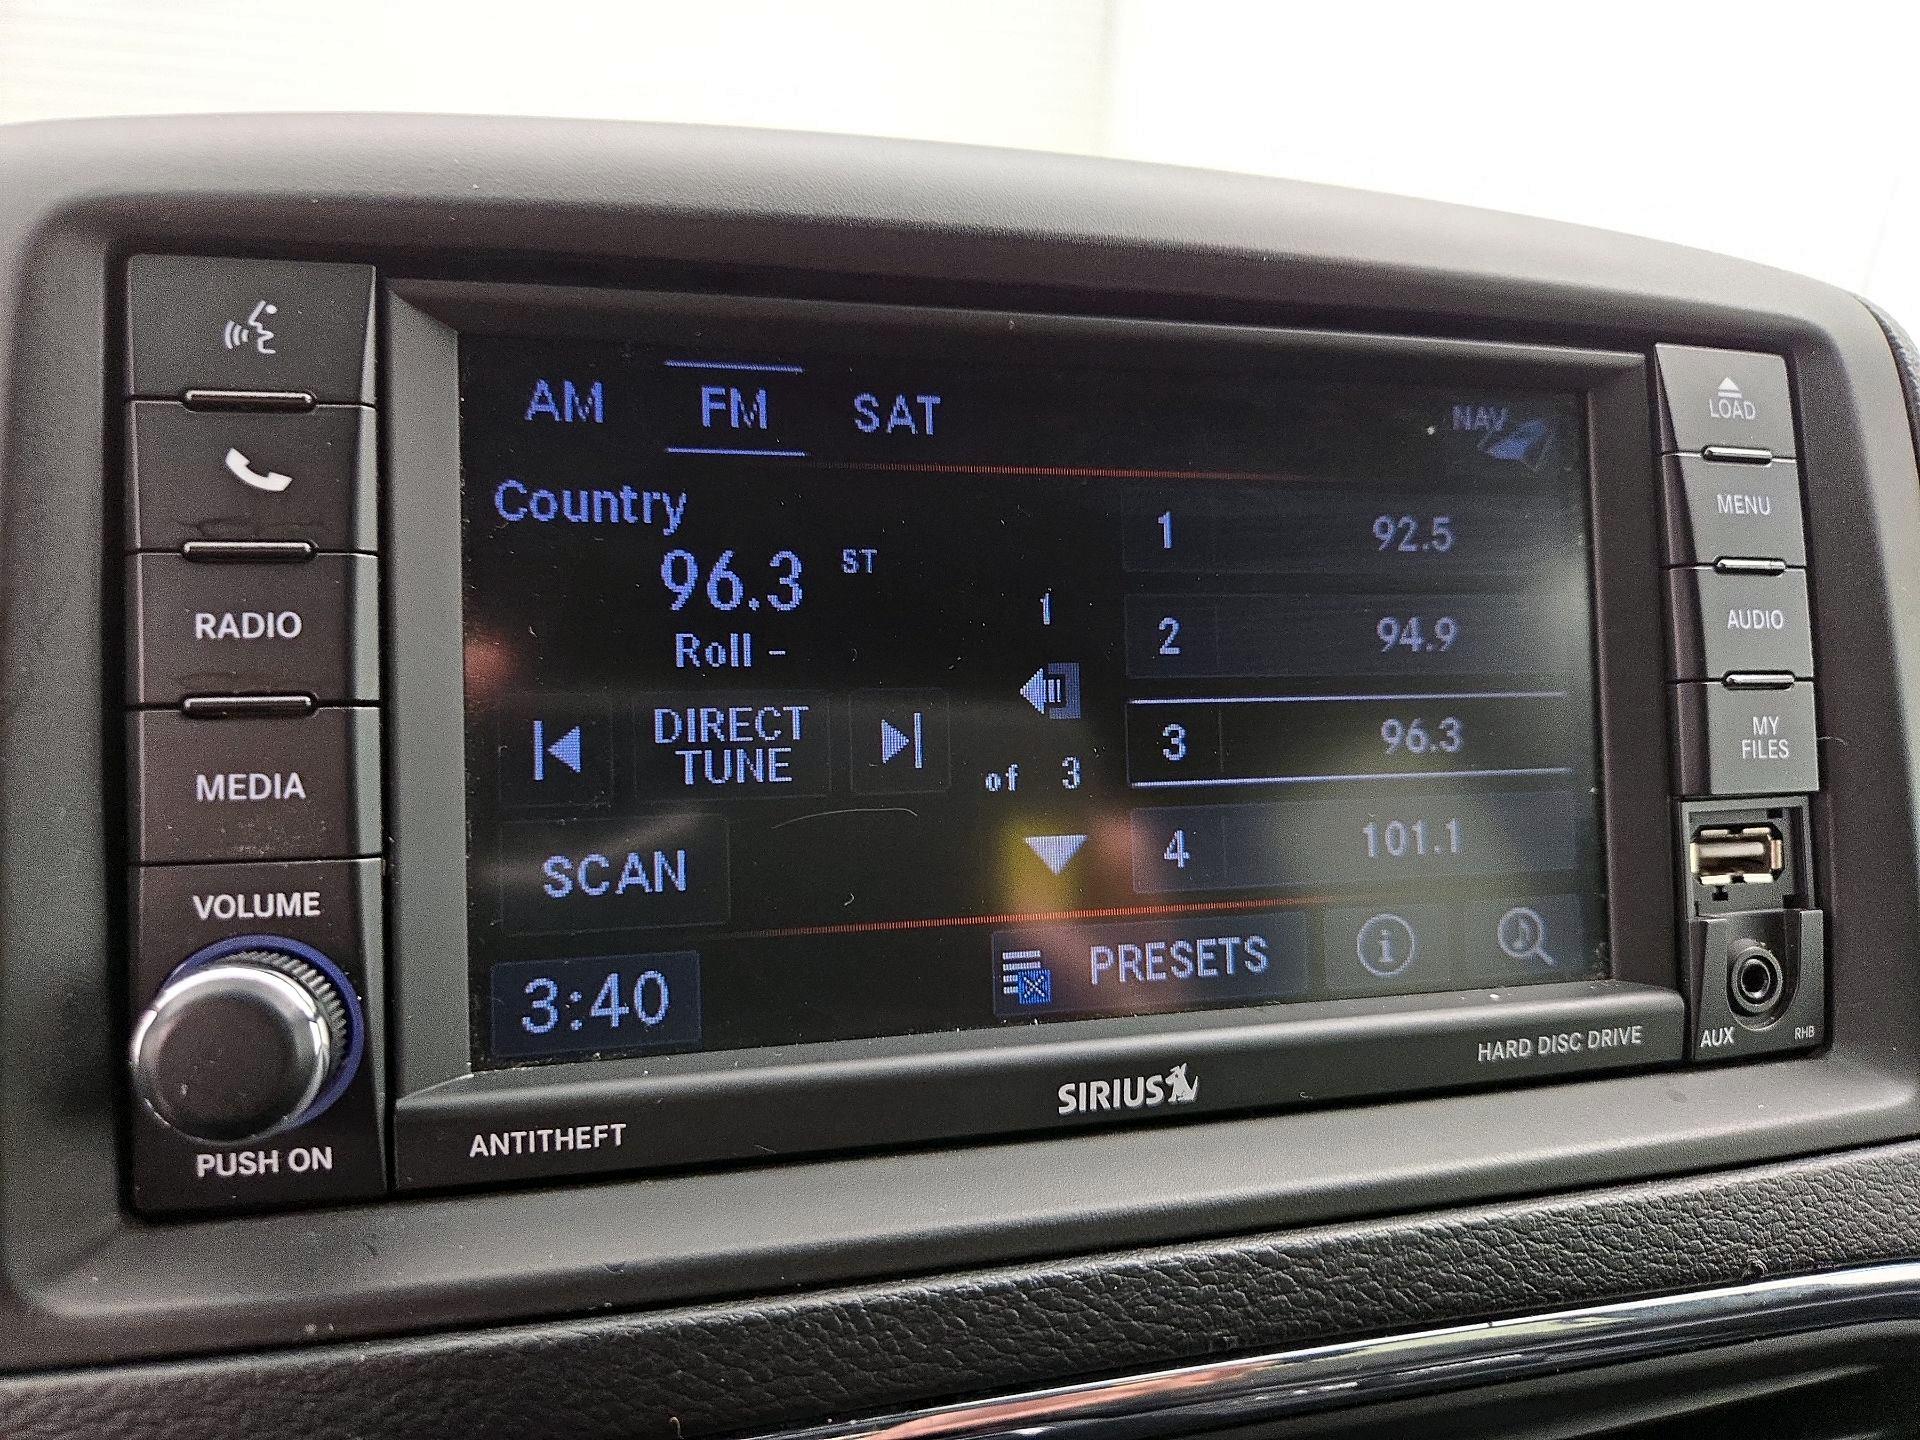 AM FM SAT NAV
Country
96.3 ST
Roll -
DIRECT
TUNE
SCAN
3:40
1
of 3
1 92.5
2 94.9
3 96.3
4 101.1
PRESETS
RADIO
MEDIA
VOLUME
PUSH ON
LOAD
MENU
AUDIO
MY
FILES
AUX
RHB
HARD DISC DRIVE
SIRIUS
ANTITHEFT